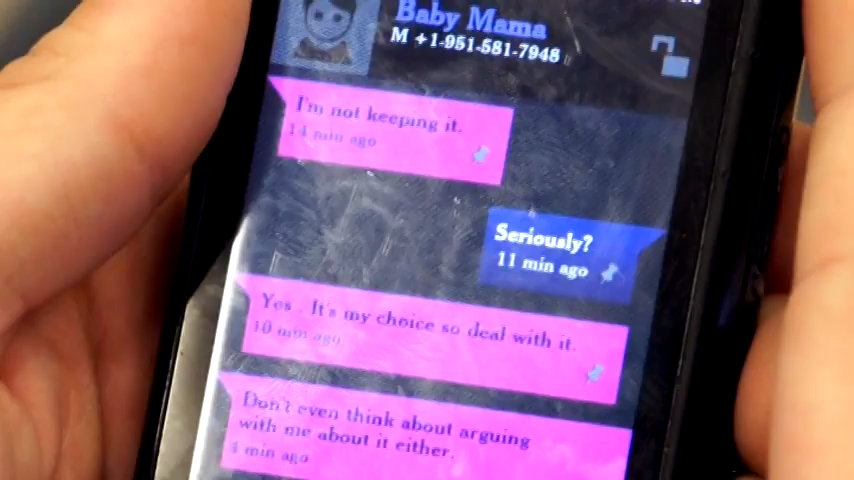 Baby Mama
M +1-951-581-7948
I'm not keeping it.
14 min ago
Seriously?
11 min ago
Yes . It's my choice so deal with it.
10 min ago
Don't even think about arguing
with me about it either.
4 min ago